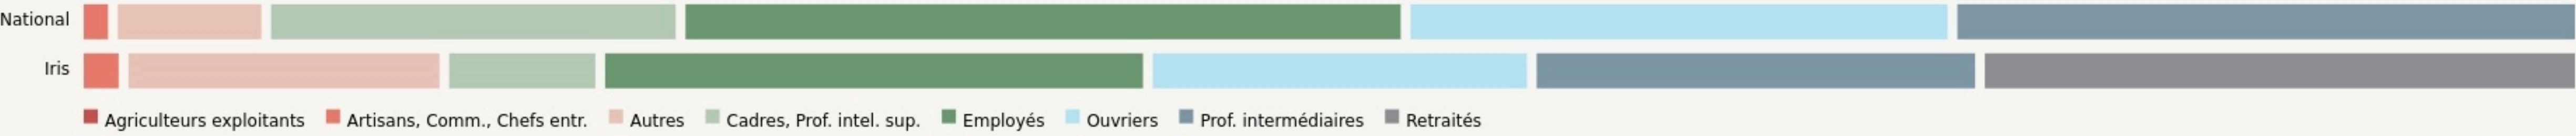 National
Iris
Agriculteurs exploitants Artisans, Comm., Chefs entr. Autres Cadres, Prof. intel. sup. Employés Ouvriers Prof. intermédiaires Retraités